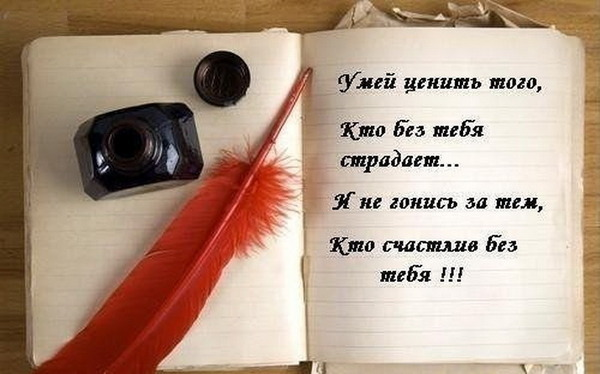 Умей ценить того,
Кто без тебя
страдает...
И не гонись за тем,
Кто счастлив без
тебя !!!